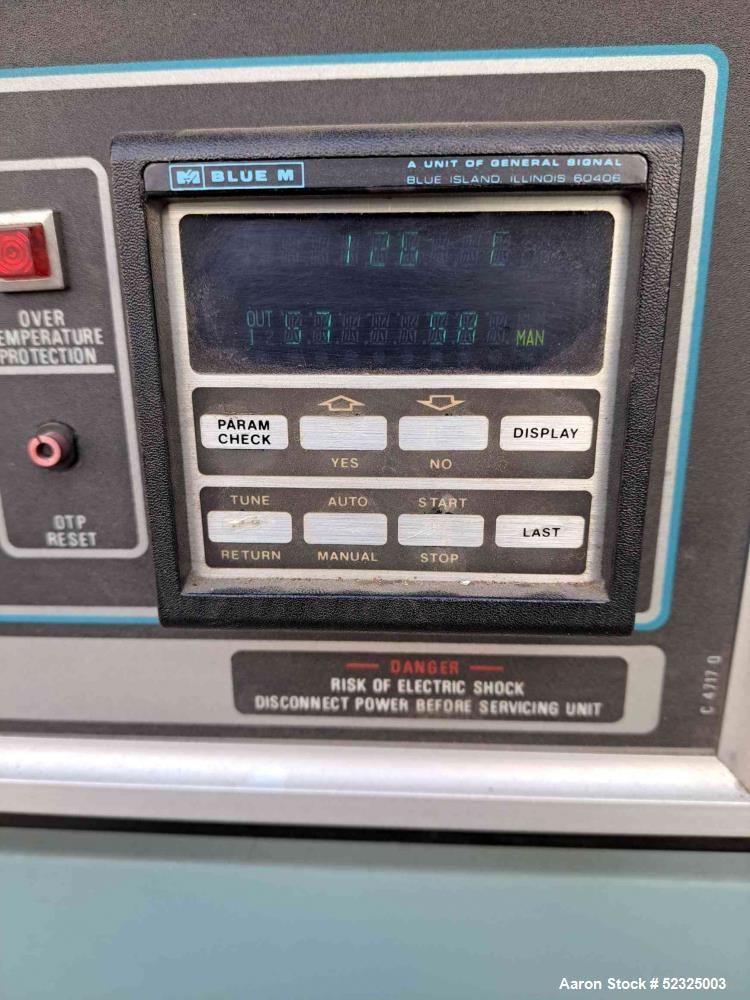 BLUE M
A UNIT OF GENERAL SIGNAL
BLUE ISLAND, ILLINOIS 60406
126 C
OUT
1
MAN
OVER
EMPERATURE
PROTECTION
PARAM
CHECK
YES
NO
DISPLAY
OTP
RESET
TUNE
AUTO
START
LAST
RETURN
MANUAL
STOP
DANGER
RISK OF ELECTRIC SHOCK
DISCONNECT POWER BEFORE SERVICING UNIT
C 4717 Q
Aaron Stock # 52325003